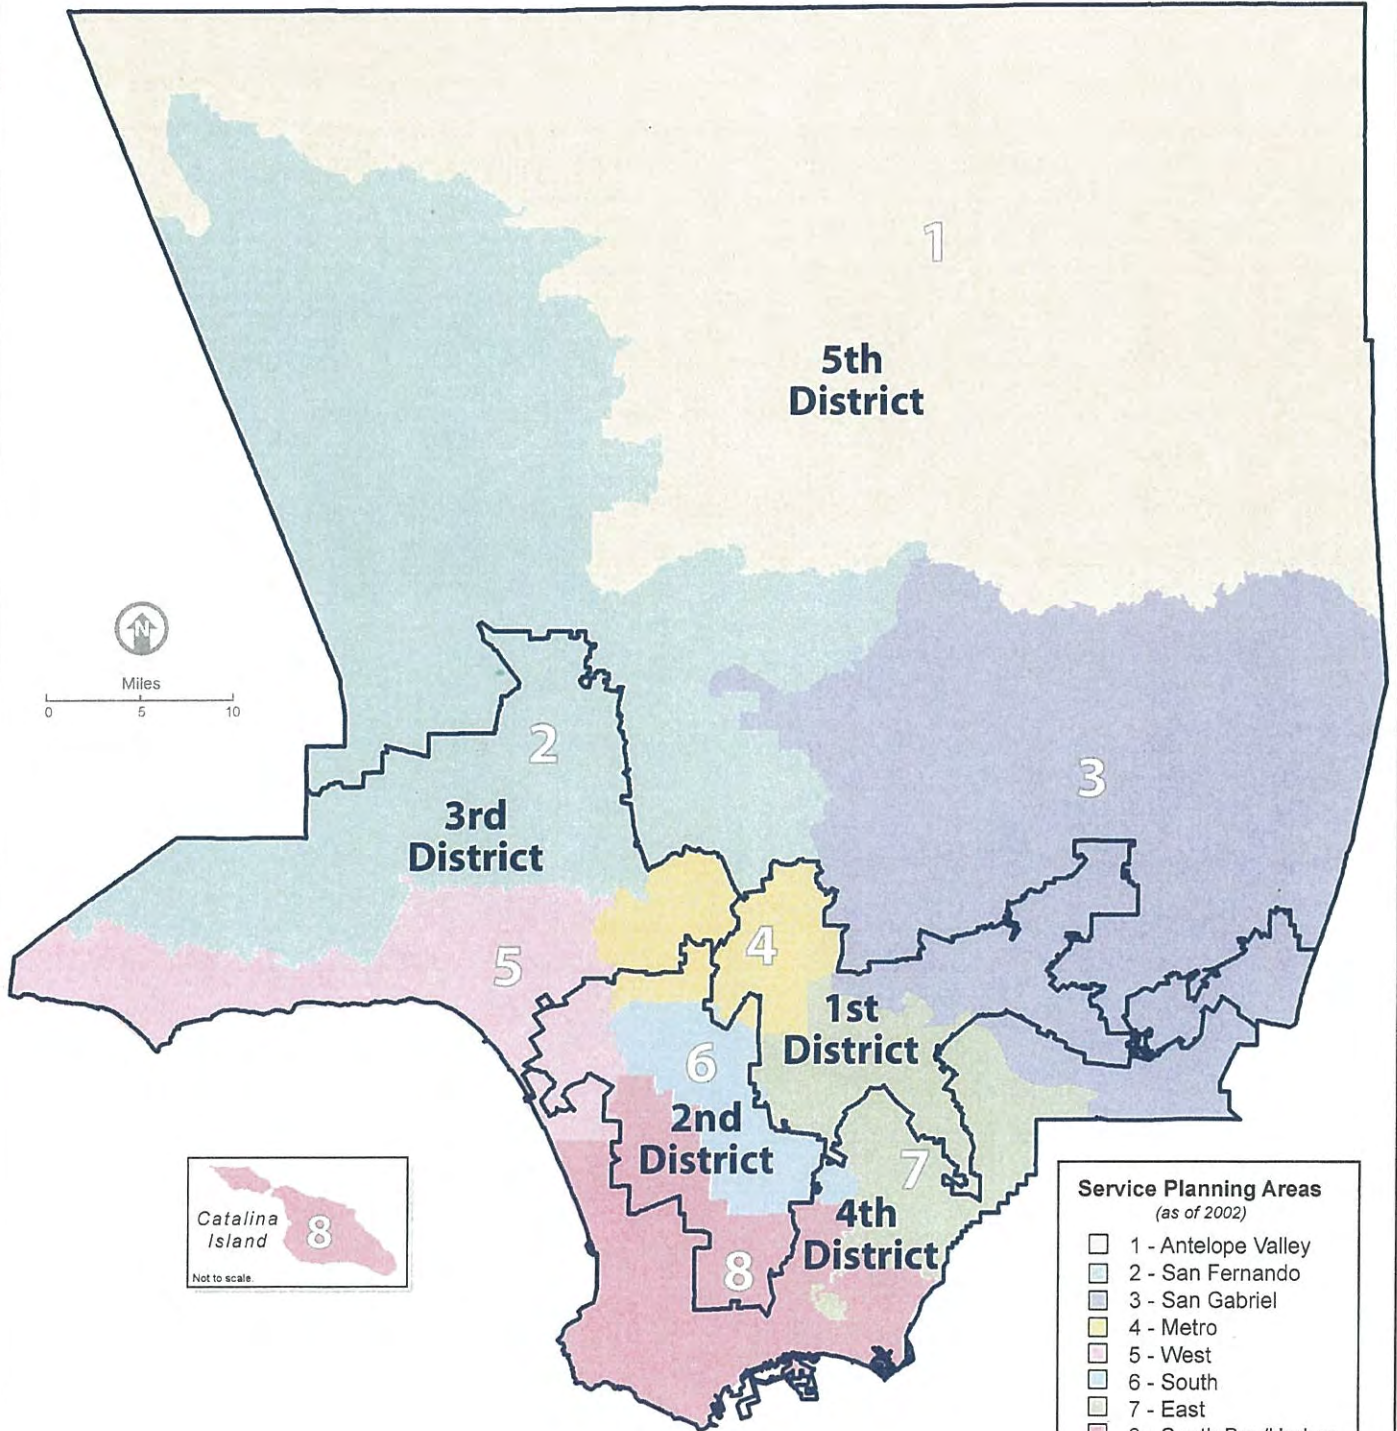 1
5th
District
N
Miles
0 5 10
2
3
3rd
District
4
5
1st
District
6
2nd
District
7
Catalina
Island
8
Not to scale.
4th
District
8
Service Planning Areas
(as of 2002)
1 - Antelope Valley
2 - San Fernando
3 - San Gabriel
4 - Metro
5 - West
6 - South
7 - East